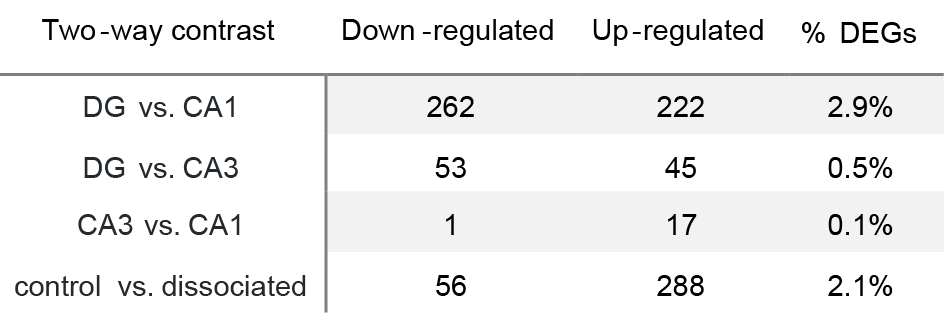 Two-way contrast Down-regulated Up-regulated % DEGs
DG vs. CA1 262 222 2.9%
DG vs. CA3 53 45 0.5%
CA3 vs. CA1 1 17 0.1%
control vs. dissociated 56 288 2.1%